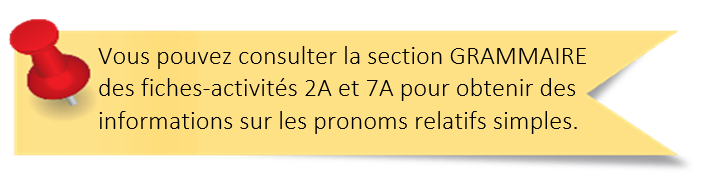 Vous pouvez consulter la section GRAMMAIRE
des fiches-activités 2A et 7A pour obtenir des
informations sur les pronoms relatifs simples.